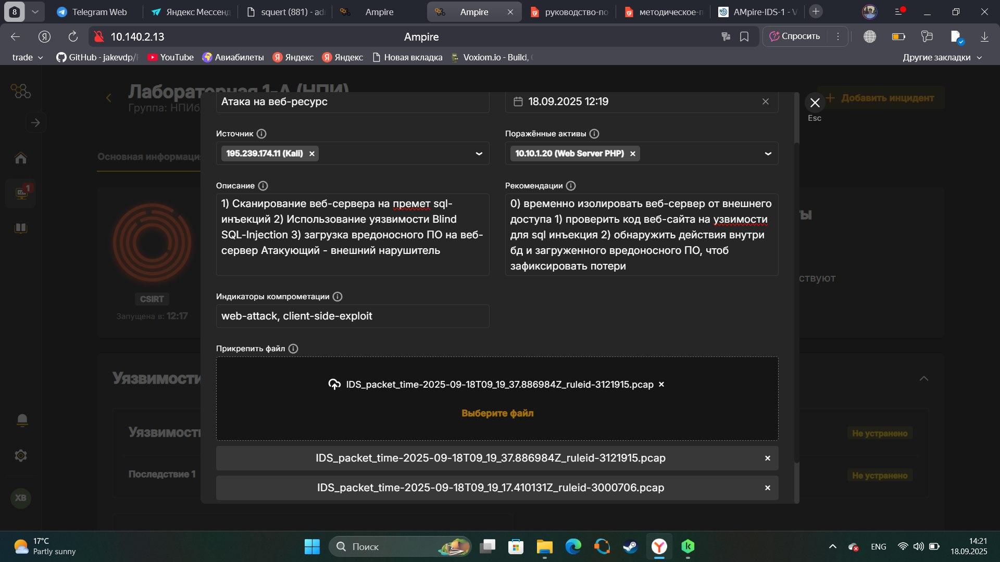 8
Telegram Web
Яндекс Мессенд
squert (881) - ad
Ampire
Ampire
руководство-по
методическое-п
AMpire-IDS-1 - V
10.140.2.13
Ampire
Спросить
trade
GitHub - jakevdp/
YouTube
Авиабилеты
Яндекс
Яндекс
Новая вкладка
Voxiom.io - Build,
Другие закладки
Лабораторная 1-А (НПИ)
Группа: НПИб
Добавить инцидент
Esc
Основная информация
Атака на веб-ресурс
18.09.2025 12:19
Источник
Поражённые активы
195.239.174.11 (Kali)
10.10.1.20 (Web Server PHP)
Описание
Рекомендации
1) Сканирование веб-сервера на премет sql-
инъекций 2) Использование уязвимости Blind
SQL-Injection 3) загрузка вредоносного ПО на веб-
сервер Атакующий - внешний нарушитель
0) временно изолировать веб-сервер от внешнего
доступа 1) проверить код веб-сайта на узвимости
для sql инъекция 2) обнаружить действия внутри
бд и загруженного вредоносного ПО, чтоб
зафиксировать потери
1
CSIRT
Запущена в: 12:17
ты
ствуют
Индикаторы компрометации
web-attack, client-side-exploit
Прикрепить файл
IDS_packet_time-2025-09-18T09_19_37.886984Z_ruleid-3121915.pcap
Выберите файл
IDS_packet_time-2025-09-18T09_19_37.886984Z_ruleid-3121915.pcap
IDS_packet_time-2025-09-18T09_19_17.410131Z_ruleid-3000706.pcap
Уязвимости
Уязвимость
Не устранено
Последствие 1
Не устранено
ХВ
17°C
Partly sunny
Поиск
ENG
14:21
18.09.2025